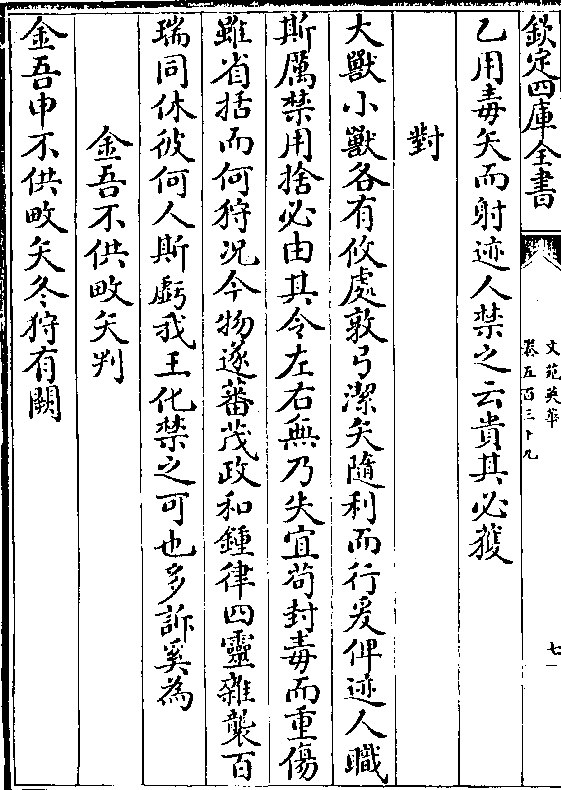 欽定四庫全書
文苑英華
卷五百三十九
七
乙用毒矢而射迹人禁之云貴其必獲
對
大獸小獸各有攸處敦弓潔矢隨利而行爰俾迹人職
斯厲禁用捨必由其令左右無乃失宜茍封毒而重傷
雖省括而何狩况今物遂蕃茂政和鍾律四靈雜襲百
瑞同休彼何人斯虧我王化禁之可也多訴奚為
金吾不供畋矢判
金吾申不供畋矢冬狩有闕